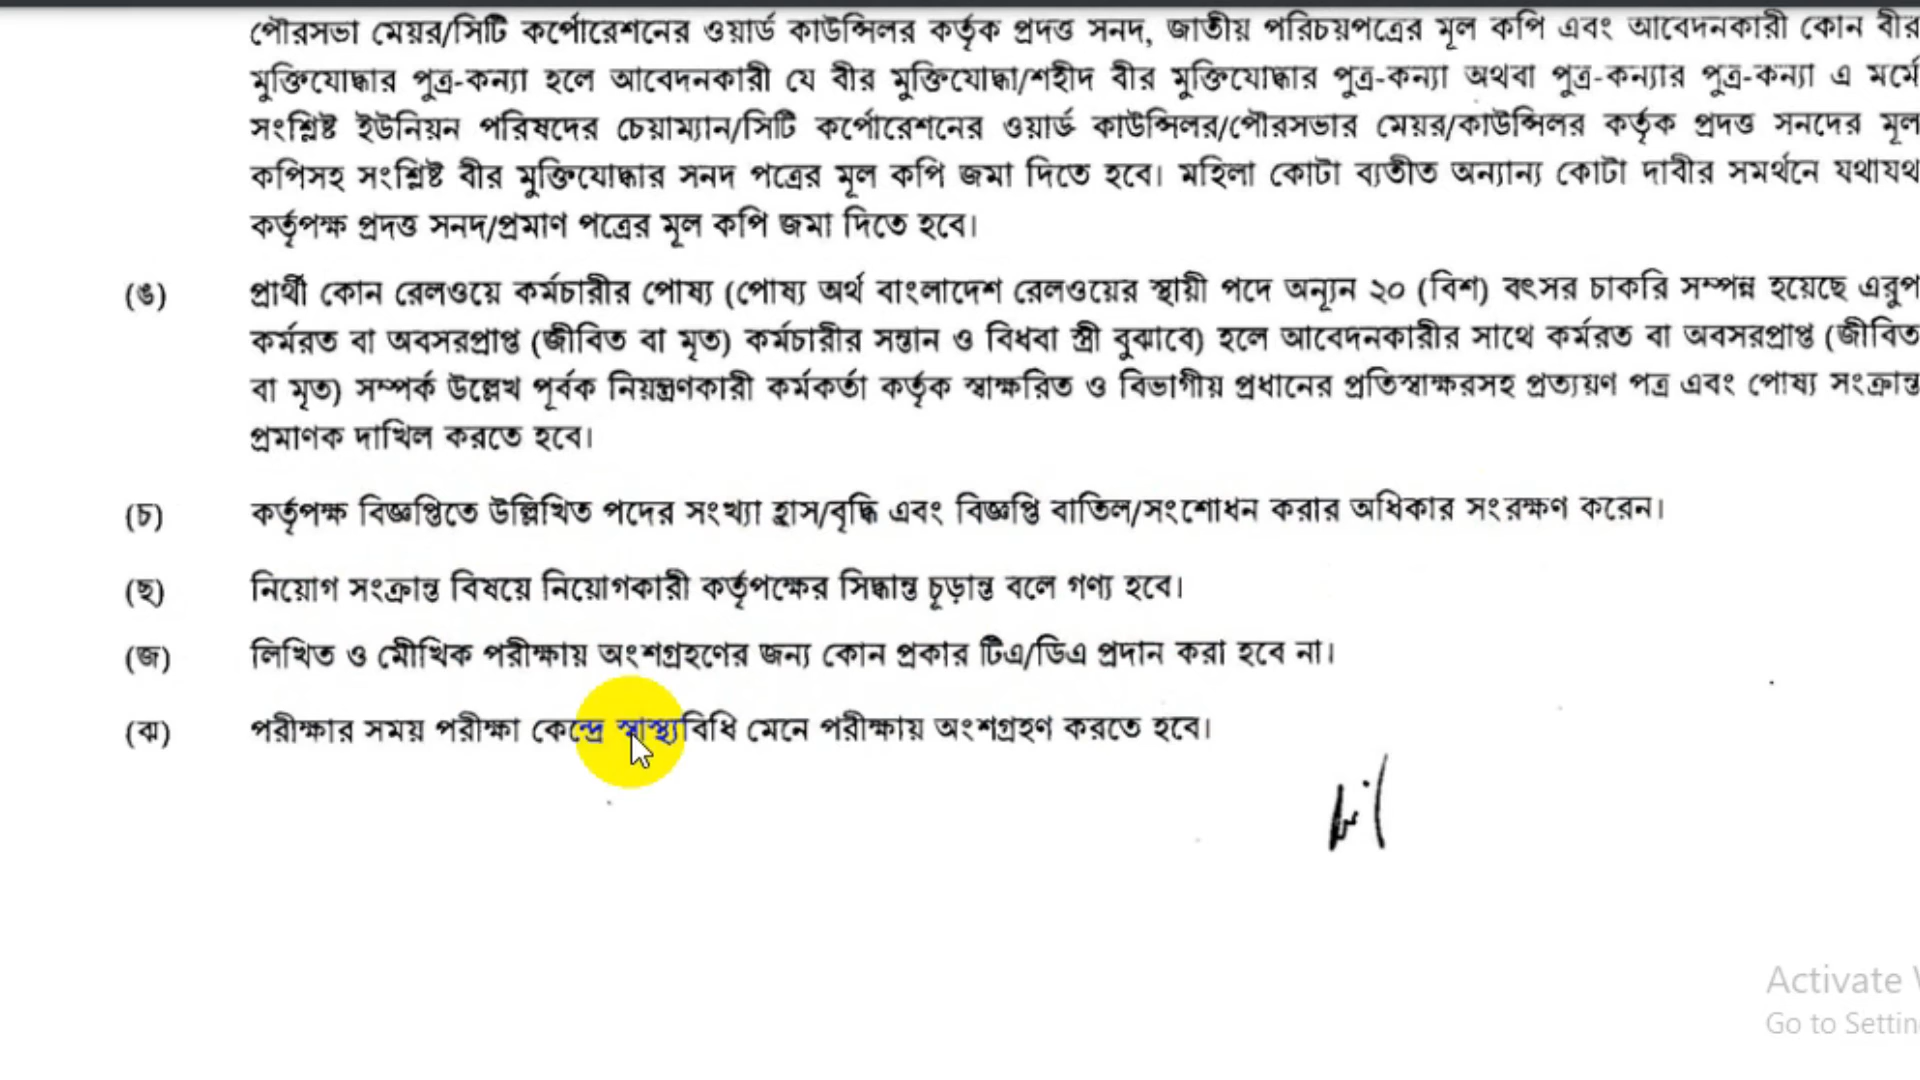 পৌরসভা মেয়র/সিটি কর্পোরেশনের ওয়ার্ড কাউন্সিলর কর্তৃক প্রদত্ত সনদ, জাতীয় পরিচয়পত্রের মূল কপি এবং আবেদনকারী কোন বীর
মুক্তিযোদ্ধার পুত্র-কন্যা হলে আবেদনকারী যে বীর মুক্তিযোদ্ধা/শহীদ বীর মুক্তিযোদ্ধার পুত্র-কন্যা অথবা পুত্র-কন্যার পুত্র-কন্যা এ মর্মে
সংশ্লিষ্ট ইউনিয়ন পরিষদের চেয়াম্যান/সিটি কর্পোরেশনের ওয়ার্ড কাউন্সিলর/পৌরসভার মেয়র/কাউন্সিলর কর্তৃক প্রদত্ত সনদের মূল
কপিসহ সংশ্লিষ্ট বীর মুক্তিযোদ্ধার সনদ পত্রের মূল কপি জমা দিতে হবে। মহিলা কোটা ব্যতীত অন্যান্য কোটা দাবীর সমর্থনে যথাযথ
কর্তৃপক্ষ প্রদত্ত সনদ/প্রমাণ পত্রের মূল কপি জমা দিতে হবে।
(ঙ) প্রার্থী কোন রেলওয়ে কর্মচারীর পোষ্য (পোষ্য অর্থ বাংলাদেশ রেলওয়ের স্থায়ী পদে অন্যূন ২০ (বিশ) বৎসর চাকরি সম্পন্ন হয়েছে এরুপ
কর্মরত বা অবসরপ্রাপ্ত (জীবিত বা মৃত) কর্মচারীর সন্তান ও বিধবা স্ত্রী বুঝাবে) হলে আবেদনকারীর সাথে কর্মরত বা অবসরপ্রাপ্ত (জীবিত
বা মৃত) সম্পর্ক উল্লেখ পূর্বক নিয়ন্ত্রণকারী কর্মকর্তা কর্তৃক স্বাক্ষরিত ও বিভাগীয় প্রধানের প্রতিস্বাক্ষরসহ প্রত্যয়ণ পত্র এবং পোষ্য সংক্রান্ত
প্রমাণক দাখিল করতে হবে।
(চ) কর্তৃপক্ষ বিজ্ঞপ্তিতে উল্লিখিত পদের সংখ্যা হ্রাস/বৃদ্ধি এবং বিজ্ঞপ্তি বাতিল/সংশোধন করার অধিকার সংরক্ষণ করেন।
(ছ) নিয়োগ সংক্রান্ত বিষয়ে নিয়োগকারী কর্তৃপক্ষের সিদ্ধান্ত চূড়ান্ত বলে গণ্য হবে।
(জ) লিখিত ও মৌখিক পরীক্ষায় অংশগ্রহণের জন্য কোন প্রকার টিএ/ডিএ প্রদান করা হবে না।
(ঝ) পরীক্ষার সময় পরীক্ষা কেন্দ্রে স্বাস্থ্যবিধি মেনে পরীক্ষায় অংশগ্রহণ করতে হবে।
Activate
Go to Settin